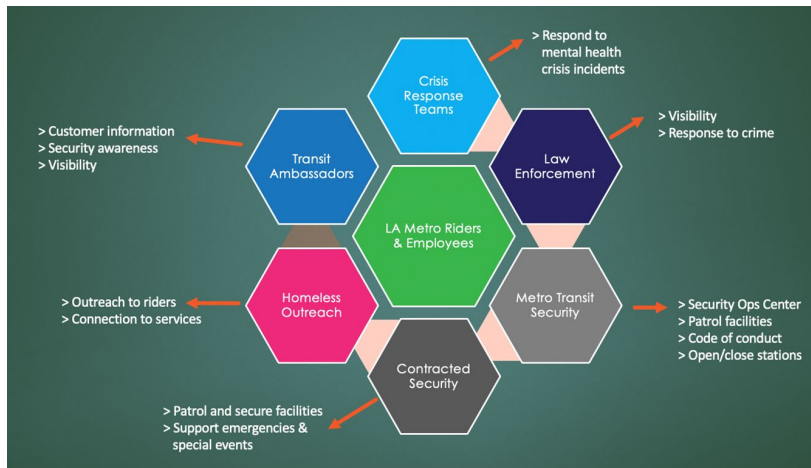 Crisis
Response
Teams
> Respond to
mental health
crisis incidents
> Customer information
> Security awareness
> Visibility
Transit
Ambassadors
Law
Enforcement
> Visibility
> Response to crime
LA Metro Riders
& Employees
> Outreach to riders
> Connection to services
Homeless
Outreach
Metro Transit
Security
> Security Ops Center
> Patrol facilities
> Code of conduct
> Open/close stations
Contracted
Security
> Patrol and secure facilities
> Support emergencies &
special events